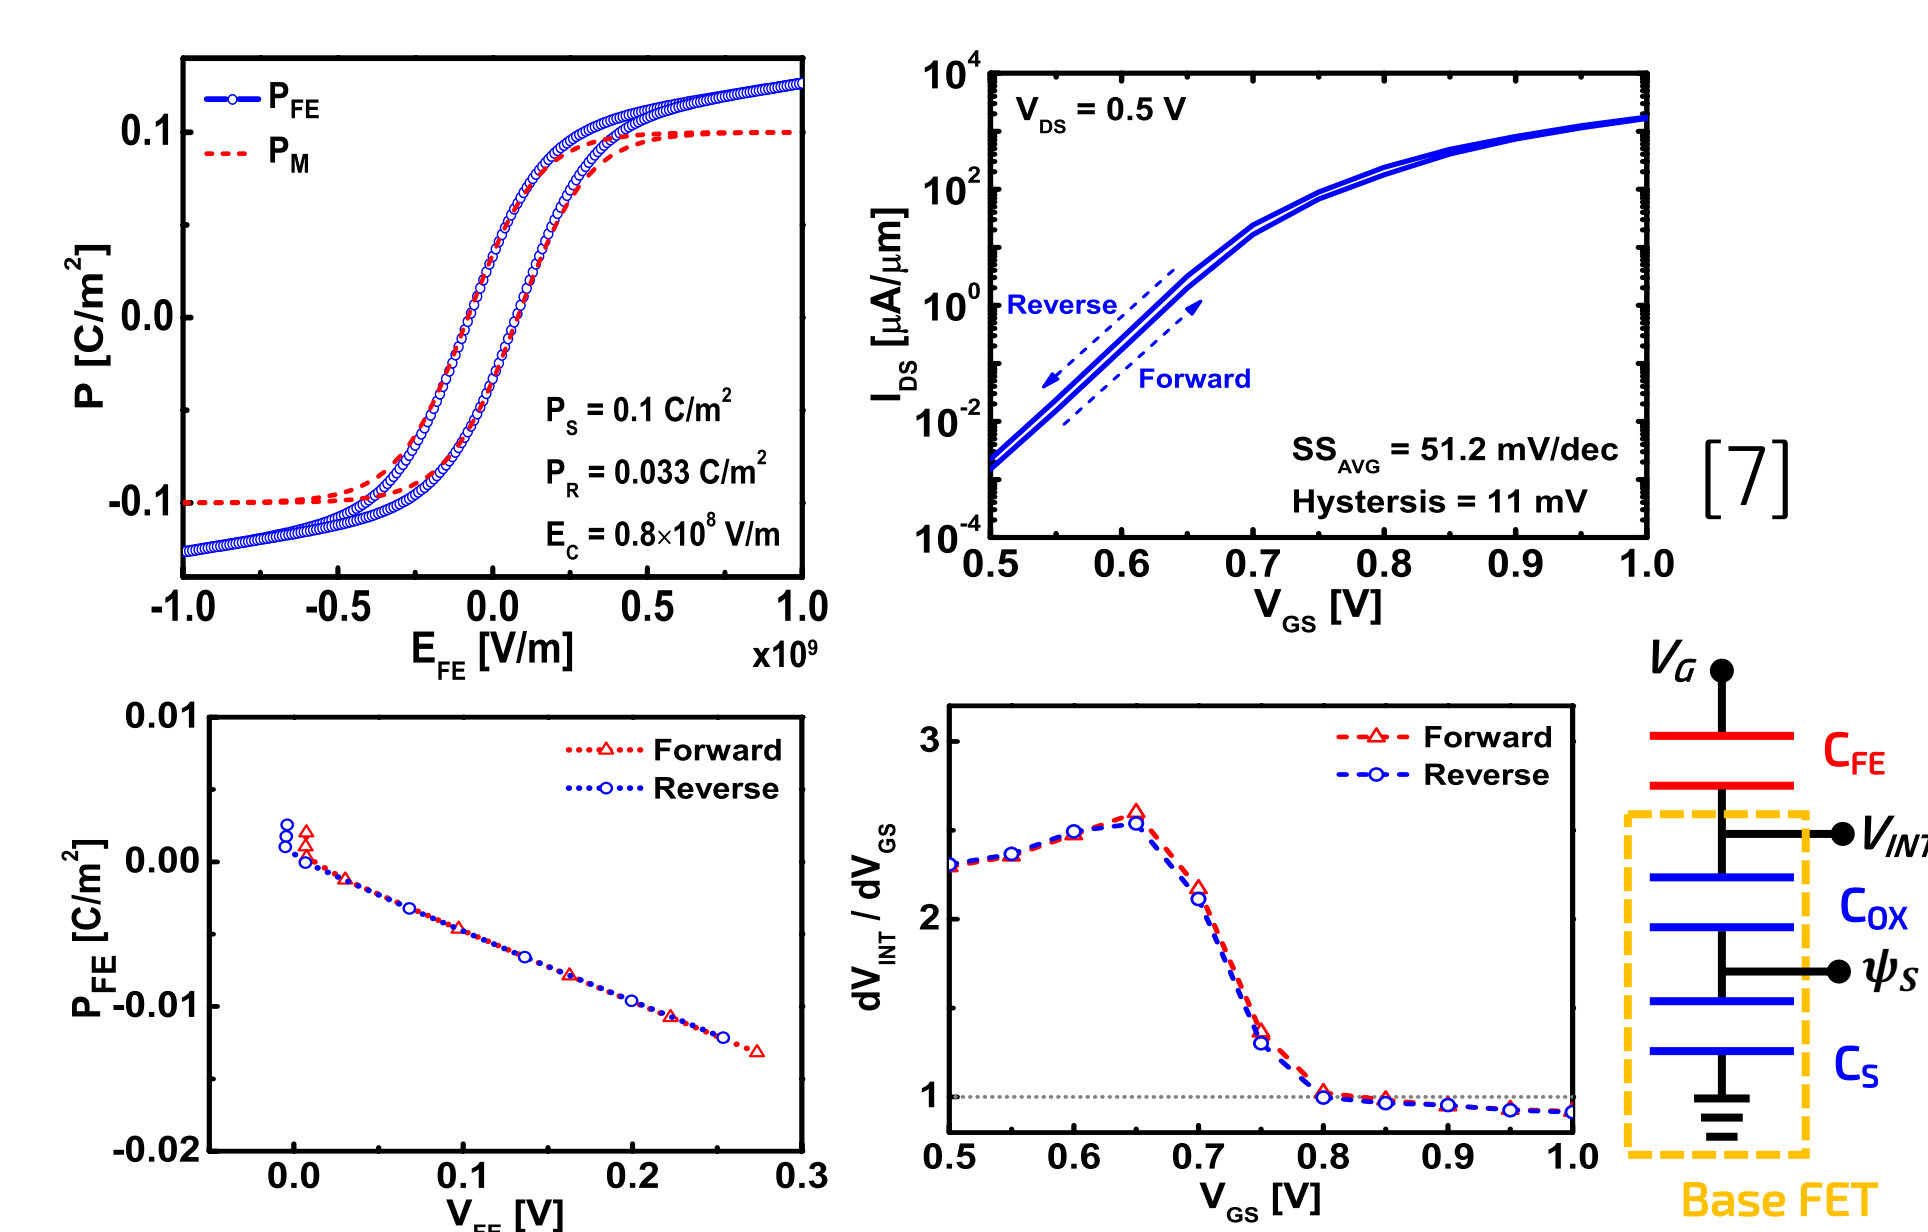 P_FE
P_M
0.1
0.0
-0.1
P [C/m²]
P_S = 0.1 C/m²
P_R = 0.033 C/m²
E_C = 0.8×10⁸ V/m
-1.0 -0.5 0.0 0.5 1.0
E_FE [V/m]
x10⁹
V_DS = 0.5 V
10⁴
10²
10⁰
10⁻²
10⁻⁴
I_DS [μA/μm]
Reverse
Forward
SS_AVG = 51.2 mV/dec
Hystersis = 11 mV
0.5 0.6 0.7 0.8 0.9 1.0
V_GS [V]
[7]
Forward
Reverse
0.01
0.00
-0.01
-0.02
P_FE [C/m²]
0.0 0.1 0.2 0.3
V_FE [V]
Forward
Reverse
3
2
1
dV_INT / dV_GS
0.5 0.6 0.7 0.8 0.9 1.0
V_GS [V]
V_G
C_FE
V_INT
C_OX
ψ_S
C_S
Base FET